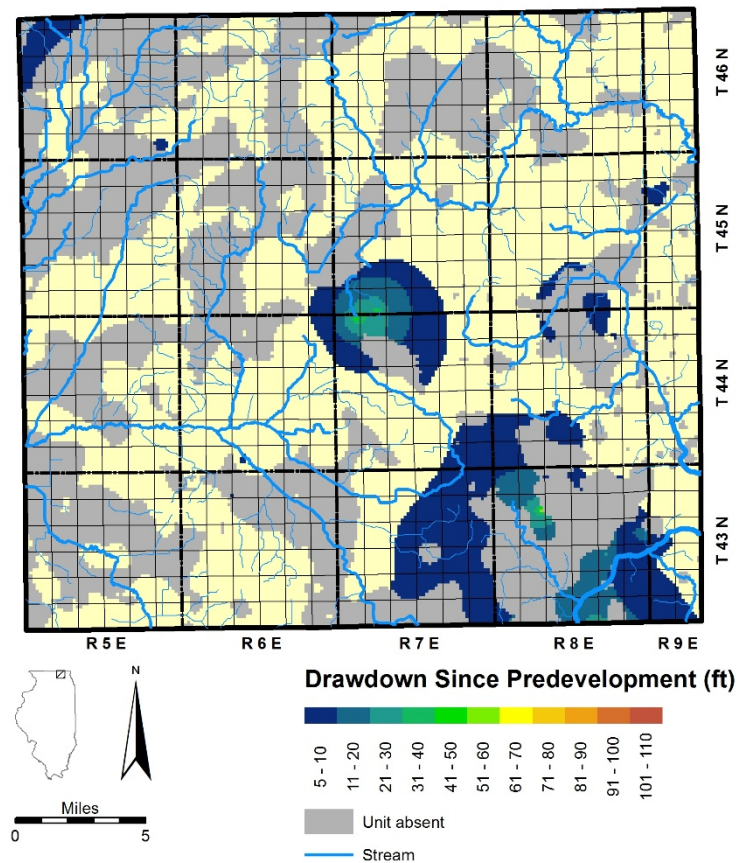 T 46 N
T 45 N
T 44 N
T 43 N
R 5 E R 6 E R 7 E R 8 E R 9 E
N
Miles
0 5
Drawdown Since Predevelopment (ft)
5 - 10
11 - 20
21 - 30
31 - 40
41 - 50
51 - 60
61 - 70
71 - 80
81 - 90
91 - 100
101 - 110
Unit absent
Stream